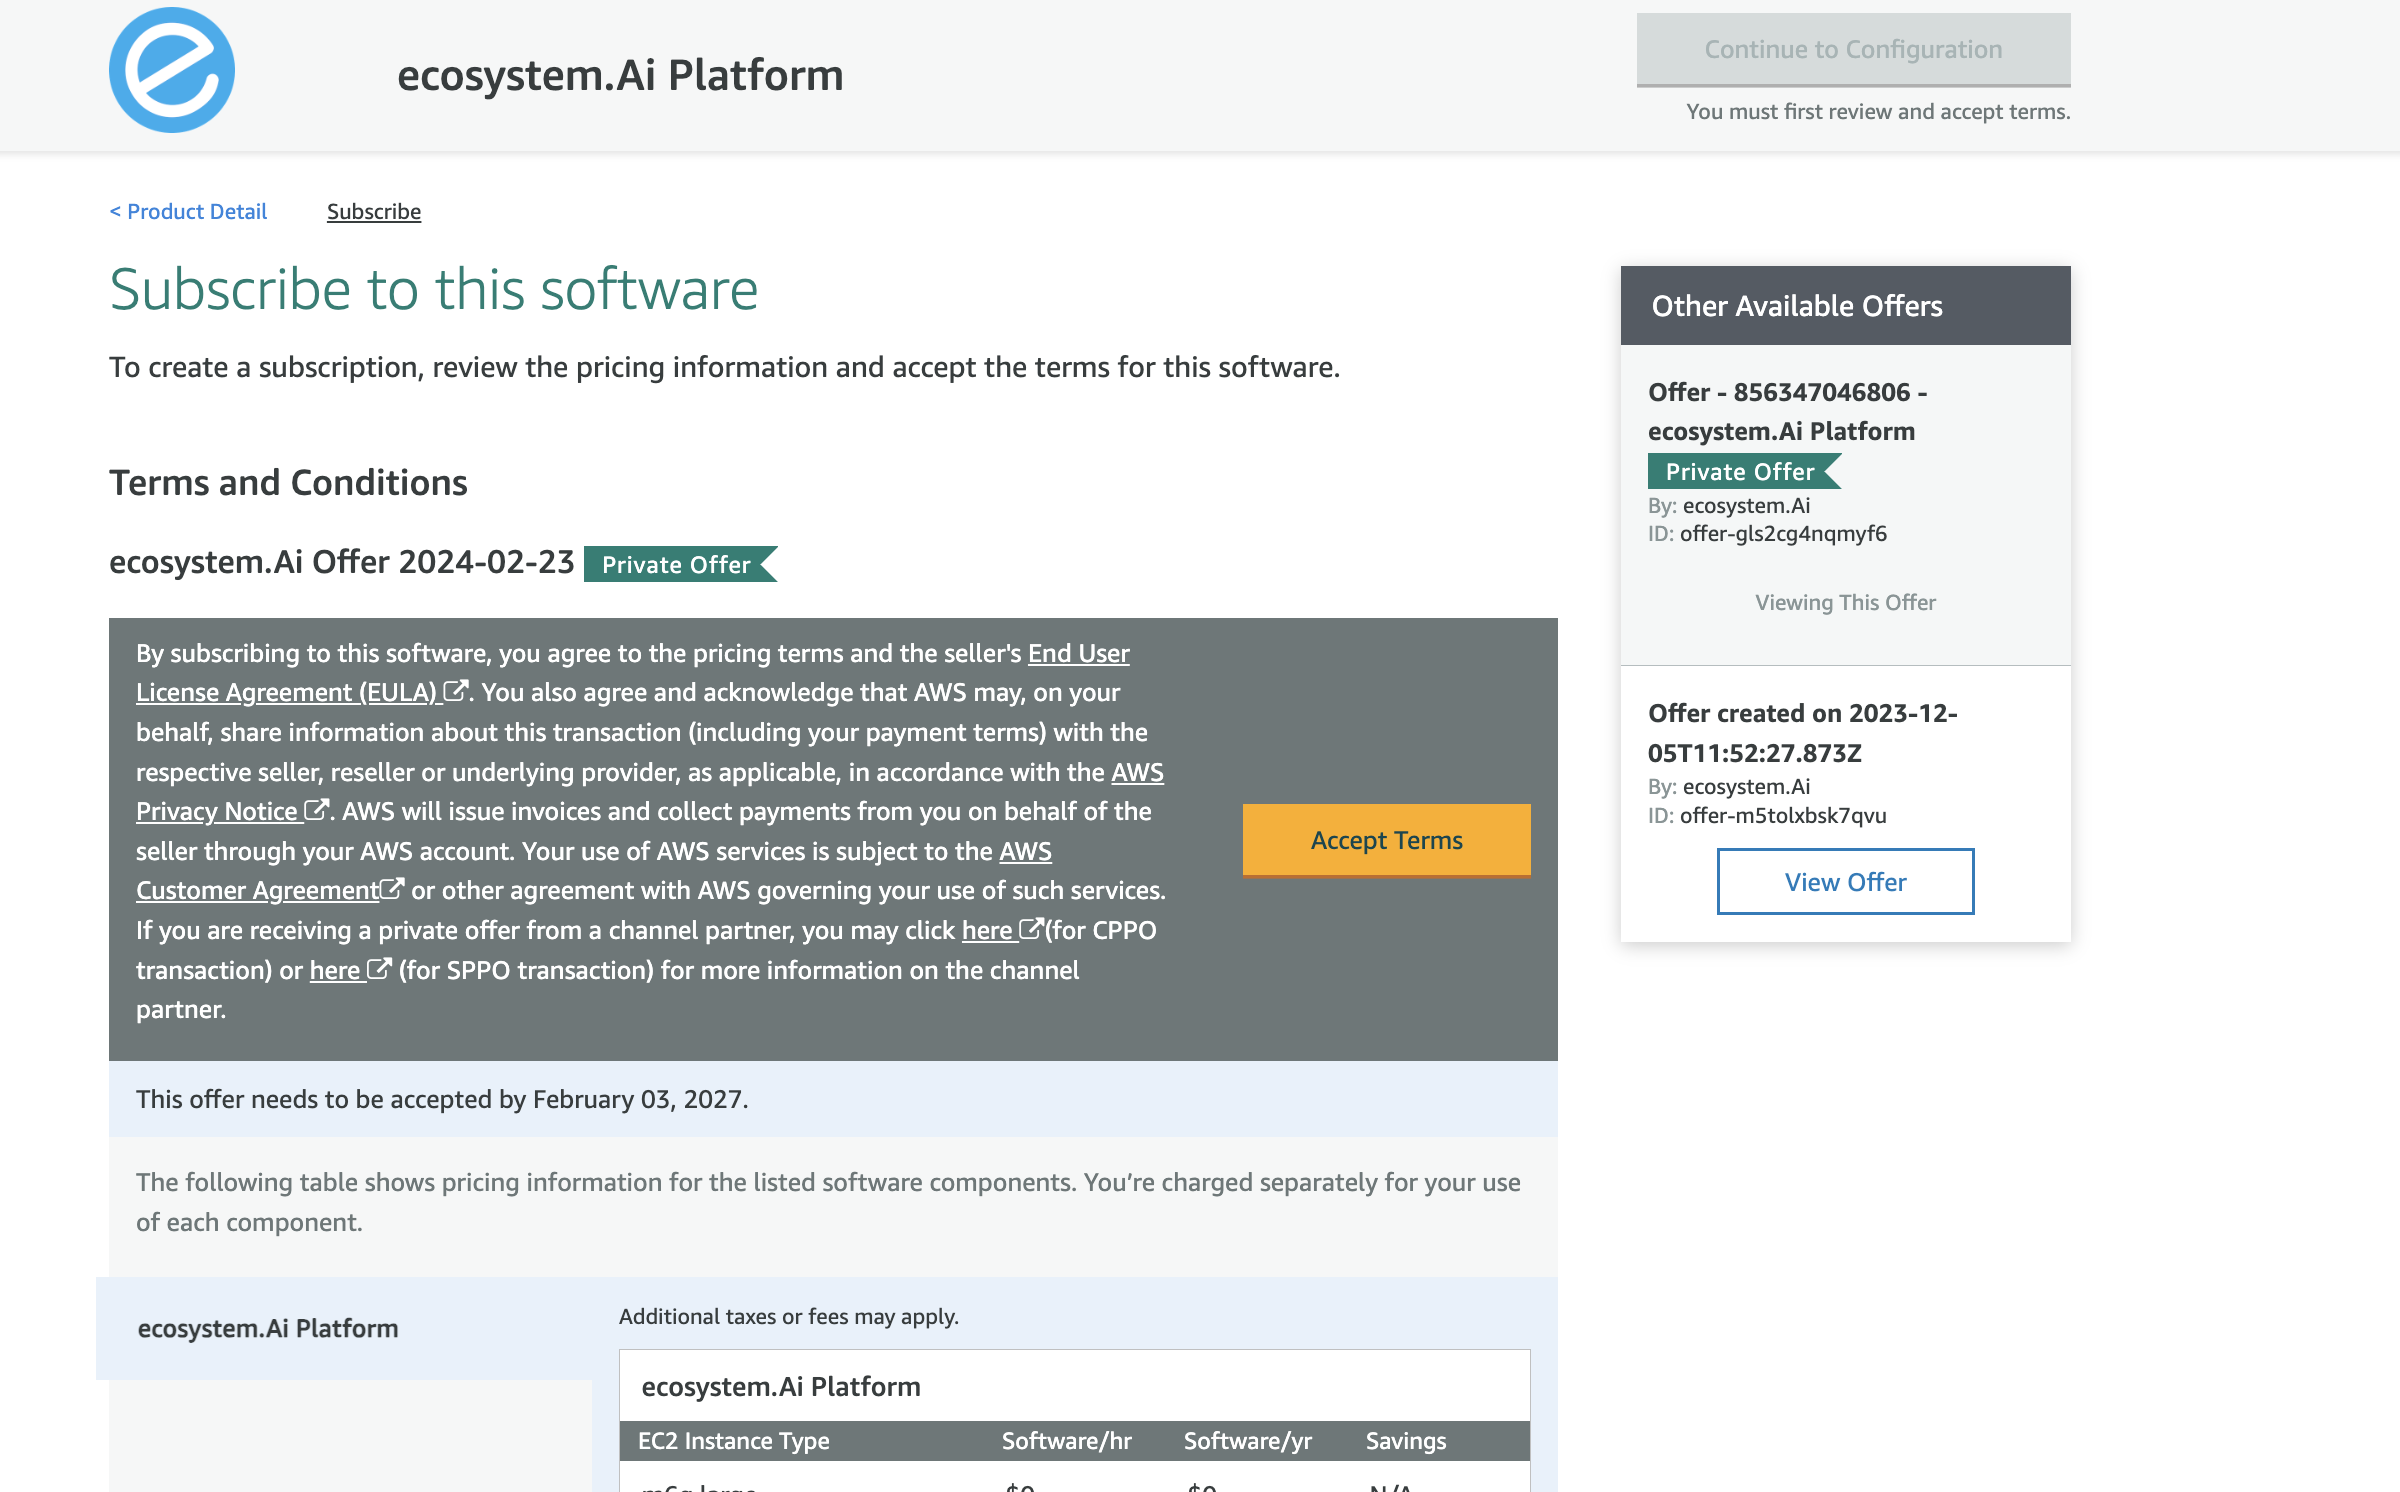 ecosystem.Ai Platform
Continue to Configuration
You must first review and accept terms.
< Product Detail
Subscribe
Subscribe to this software
To create a subscription, review the pricing information and accept the terms for this software.
Terms and Conditions
ecosystem.Ai Offer 2024-02-23 Private Offer
By subscribing to this software, you agree to the pricing terms and the seller's End User
License Agreement (EULA). You also agree and acknowledge that AWS may, on your
behalf, share information about this transaction (including your payment terms) with the
respective seller, reseller or underlying provider, as applicable, in accordance with the AWS
Privacy Notice. AWS will issue invoices and collect payments from you on behalf of the
seller through your AWS account. Your use of AWS services is subject to the AWS
Customer Agreement or other agreement with AWS governing your use of such services.
If you are receiving a private offer from a channel partner, you may click here (for CPPO
transaction) or here (for SPPO transaction) for more information on the channel
partner.
Accept Terms
This offer needs to be accepted by February 03, 2027.
The following table shows pricing information for the listed software components. You’re charged separately for your use
of each component.
ecosystem.Ai Platform
Additional taxes or fees may apply.
ecosystem.Ai Platform
EC2 Instance Type Software/hr Software/yr Savings
m6g.large $0 $0 N/A
Other Available Offers
Offer - 856347046806 -
ecosystem.Ai Platform
Private Offer
By: ecosystem.Ai
ID: offer-gls2cg4nqmyf6
Viewing This Offer
Offer created on 2023-12-
05T11:52:27.873Z
By: ecosystem.Ai
ID: offer-m5tolxbsk7qvu
View Offer